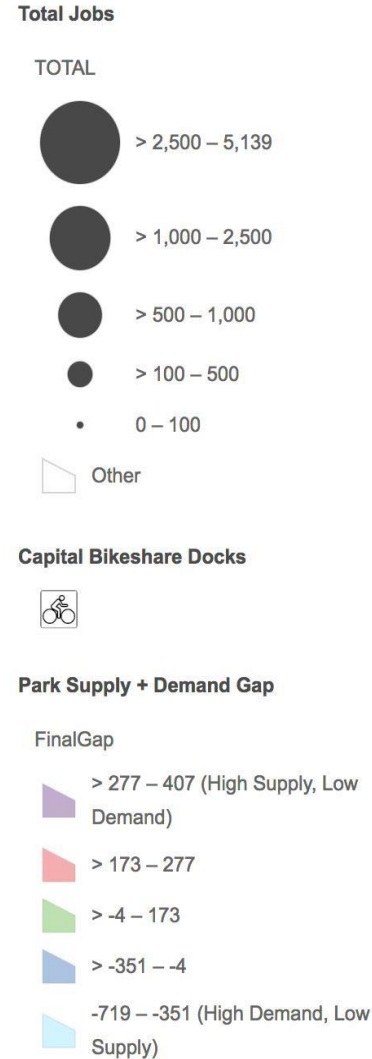 Total Jobs
TOTAL
> 2,500 – 5,139
> 1,000 – 2,500
> 500 – 1,000
> 100 – 500
0 – 100
Other
Capital Bikeshare Docks
Park Supply + Demand Gap
FinalGap
> 277 – 407 (High Supply, Low
Demand)
> 173 – 277
> -4 – 173
> -351 – -4
-719 – -351 (High Demand, Low
Supply)